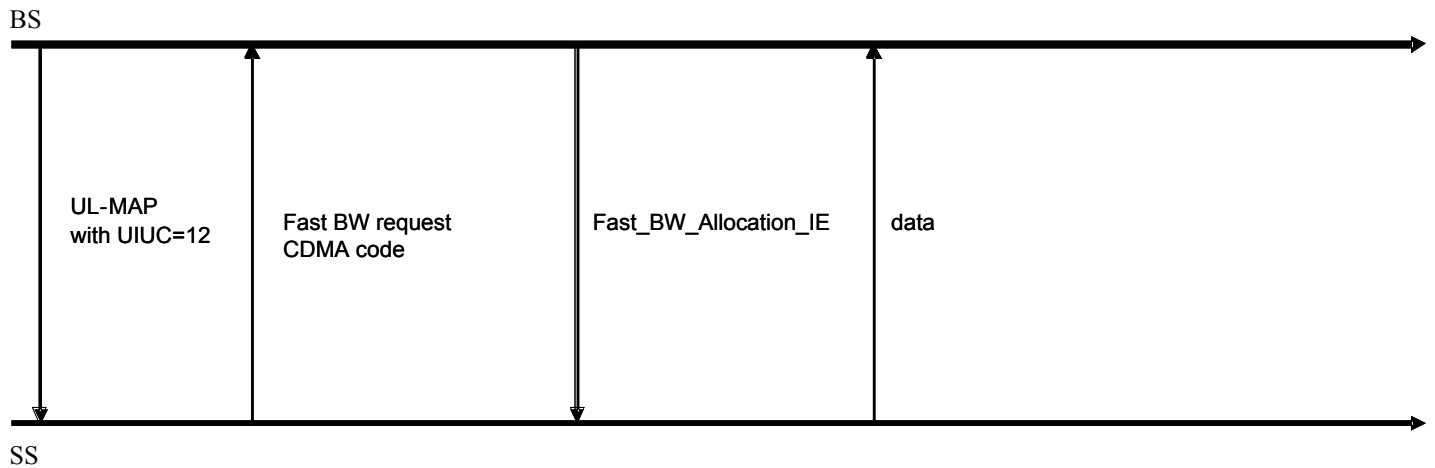 BS
UL-MAP
with UIUC=12
Fast BW request
CDMA code
Fast_BW_Allocation_IE
data
SS